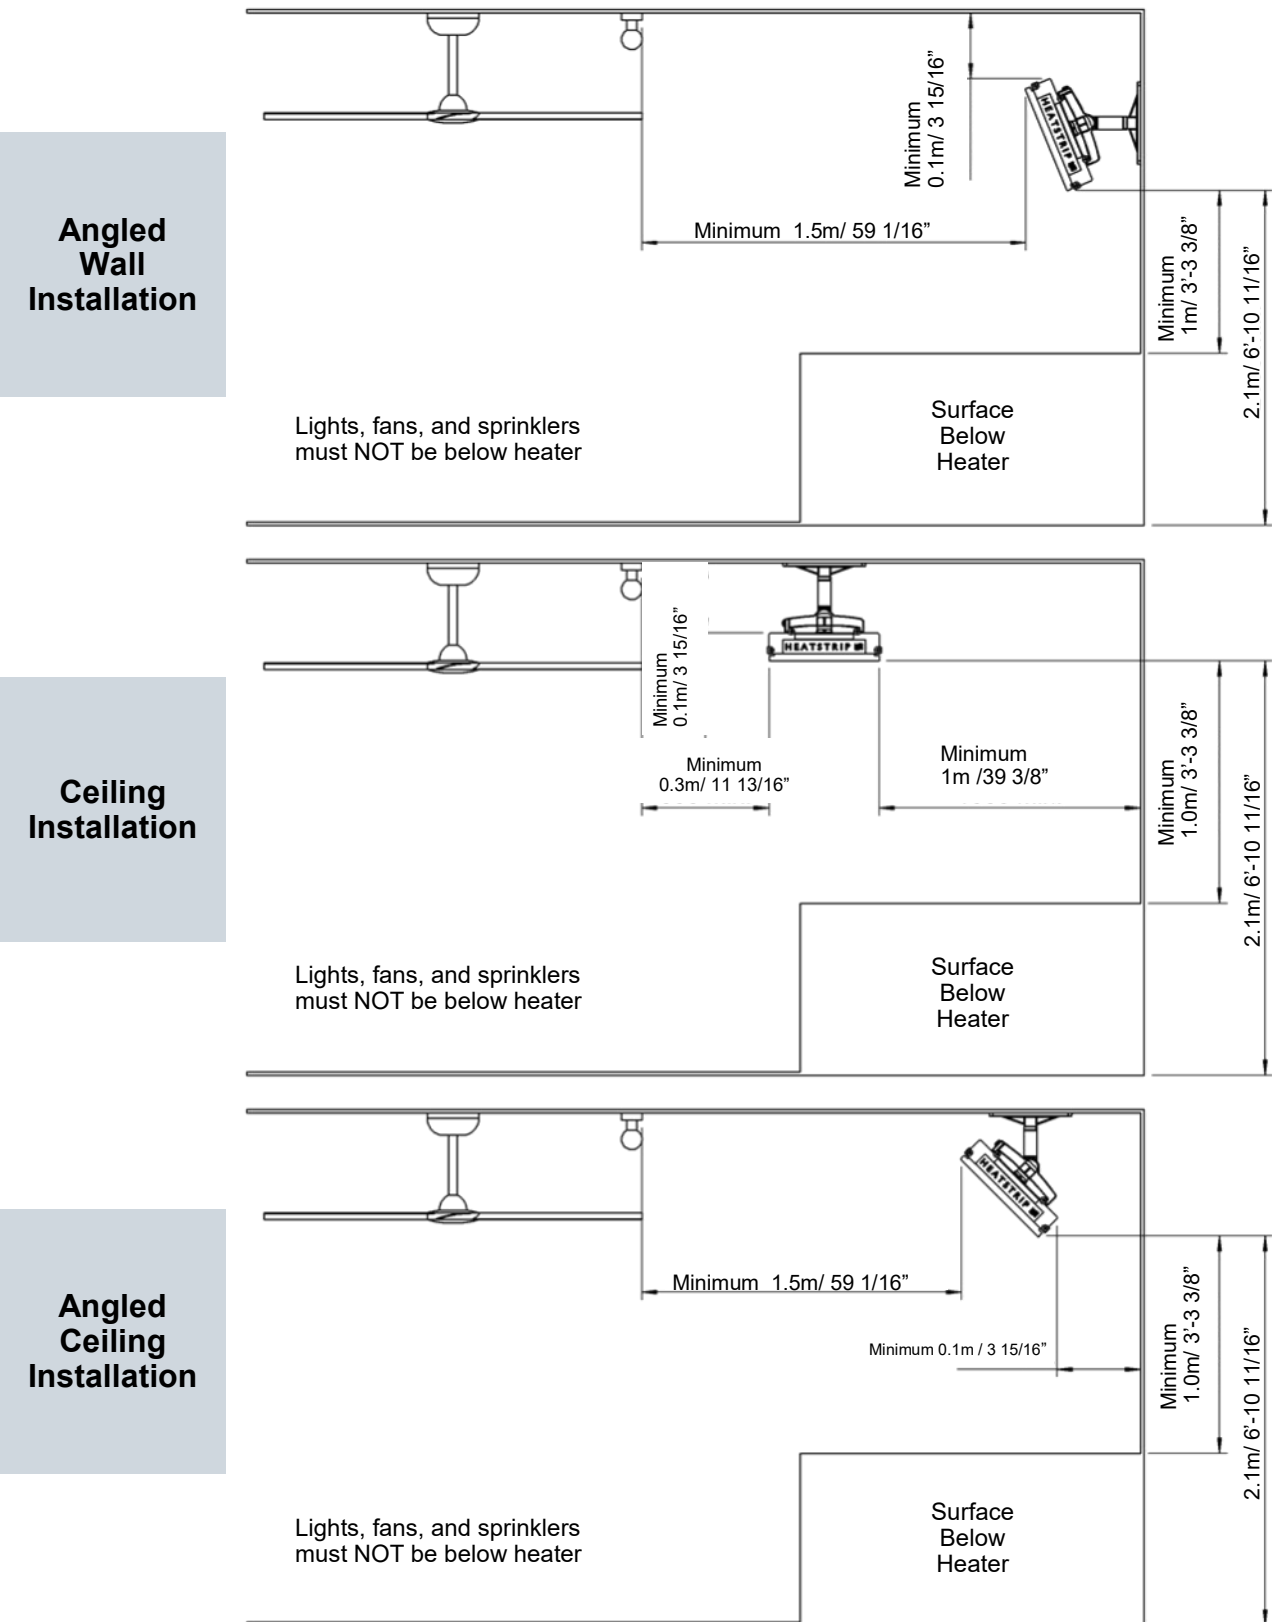 Angled
Wall
Installation
Minimum
0.1m/ 3 15/16”
HEATSTRIP
Minimum 1.5m/ 59 1/16”
Minimum
1m/ 3’-3 3/8”
2.1m/ 6’-10 11/16”
Lights, fans, and sprinklers
must NOT be below heater
Surface
Below
Heater
Ceiling
Installation
Minimum
0.1m/ 3 15/16”
HEATSTRIP
Minimum
0.3m/ 11 13/16”
Minimum
1m /39 3/8”
Minimum
1.0m/ 3’-3 3/8”
2.1m/ 6’-10 11/16”
Lights, fans, and sprinklers
must NOT be below heater
Surface
Below
Heater
Angled
Ceiling
Installation
HEATSTRIP
Minimum 1.5m/ 59 1/16”
Minimum 0.1m / 3 15/16”
Minimum
1.0m/ 3’-3 3/8”
2.1m/ 6’-10 11/16”
Lights, fans, and sprinklers
must NOT be below heater
Surface
Below
Heater